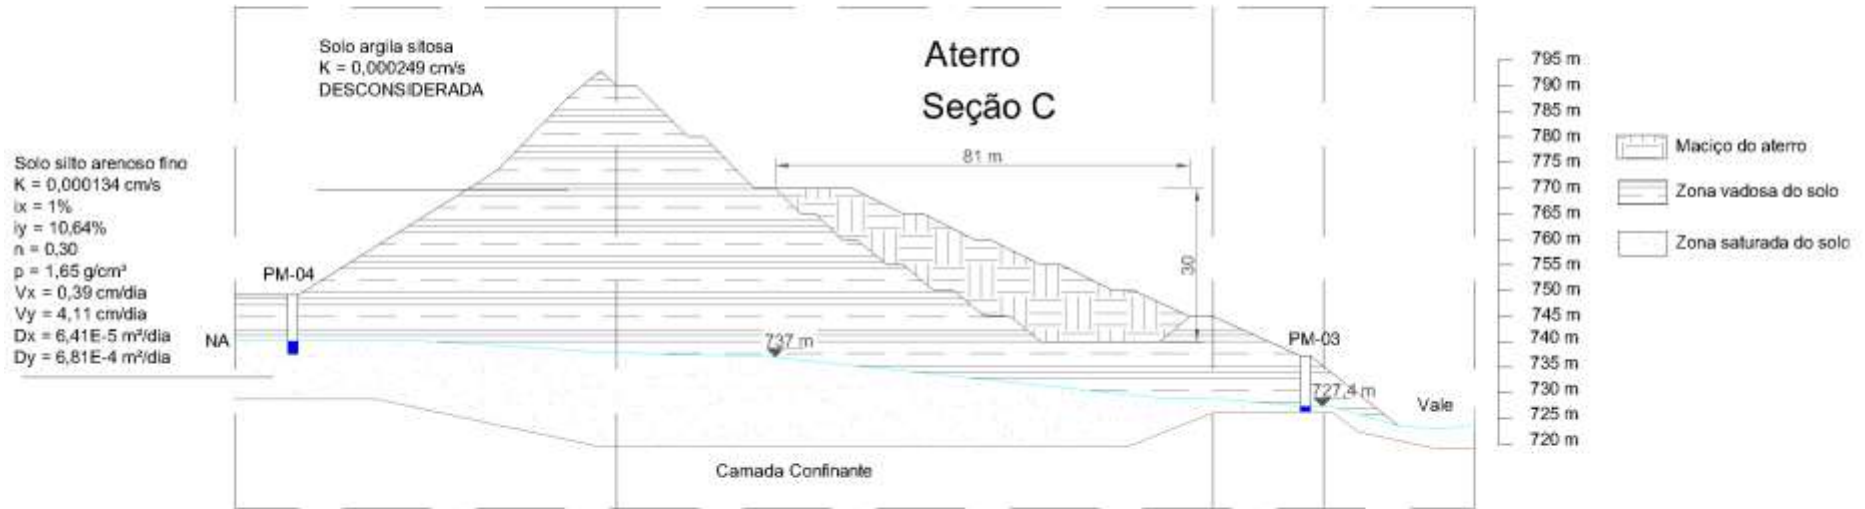 Solo argila sitosa
K = 0,000249 cm/s
DESCONSIDERADA
Aterro
Seção C
Solo silto arenoso fino
K = 0,000134 cm/s
ix = 1%
iy = 10,64%
n = 0,30
p = 1,65 g/cm³
Vx = 0,39 cm/dia
Vy = 4,11 cm/dia
Dx = 6,41E-5 m²/dia
Dy = 6,81E-4 m²/dia
PM-04
NA
81 m
30
737 m
PM-03
727,4 m
Vale
Camada Confinante
795 m
790 m
785 m
780 m
775 m
770 m
765 m
760 m
755 m
750 m
745 m
740 m
735 m
730 m
725 m
720 m
Maciço do aterro
Zona vadosa do solo
Zona saturada do solo